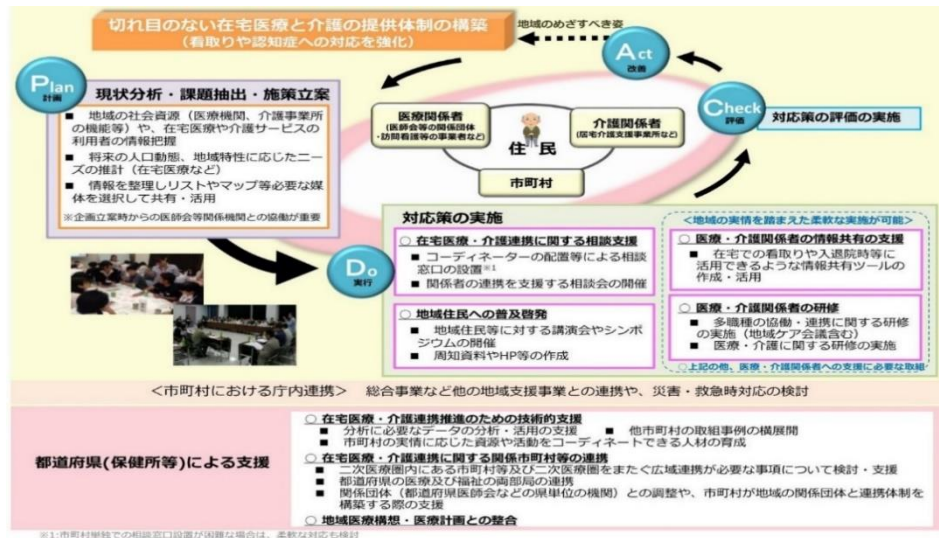 切れ目のない在宅医療と介護の提供体制の構築
(看取りや認知症への対応を強化)
地域のめざすべき姿
Act
改善
Plan
計画
現状分析・課題抽出・施策立案
■ 地域の社会資源(医療機関、介護事業所
の機能等)や、在宅医療や介護サービスの
利用者の情報把握
■ 将来の人口動態、地域特性に応じたニー
ズの推計(在宅医療など)
■ 情報を整理しリストやマップ等必要な媒
体を選択して共有・活用
※企画立案時からの医師会等関係機関との協働が重要
医療関係者
(医師会等の関係団体
・訪問看護等の事業者など)
介護関係者
(居宅介護支援事業所など)
住民
市町村
Check
評価
対応策の評価の実施
Do
実行
対応策の実施
○ 在宅医療・介護連携に関する相談支援
■ コーディネーターの配置等による相談
窓口の設置※1
■ 関係者の連携を支援する相談会の開催
○ 地域住民への普及啓発
■ 地域住民等に対する講演会やシンポ
ジウムの開催
■ 周知資料やHP等の作成
<地域の実情を踏まえた柔軟な実施が可能>
○ 医療・介護関係者の情報共有の支援
■ 在宅での看取りや入退院時等に
活用できるような情報共有ツールの
作成・活用
○ 医療・介護関係者の研修
■ 多職種の協働・連携に関する研修
の実施(地域ケア会議含む)
■ 医療・介護に関する研修の実施
○上記の他、医療・介護関係者への支援に必要な取組
<市町村における庁内連携> 総合事業など他の地域支援事業との連携や、災害・救急時対応の検討
都道府県(保健所等)による支援
○ 在宅医療・介護連携推進のための技術的支援
■ 分析に必要なデータの分析・活用の支援 ■ 他市町村の取組事例の横展開
■ 市町村の実情に応じた資源や活動をコーディネートできる人材の育成
○ 在宅医療・介護連携に関する関係市町村等の連携
■ 二次医療圏内にある市町村等及び二次医療圏をまたぐ広域連携が必要な事項について検討・支援
■ 都道府県の医療及び福祉の両部局の連携
■ 関係団体(都道府県医師会などの県単位の機関)との調整や、市町村が地域の関係団体と連携体制を
構築する際の支援
○ 地域医療構想・医療計画との整合
※1:市町村単独での相談窓口設置が困難な場合は、柔軟な対応も検討